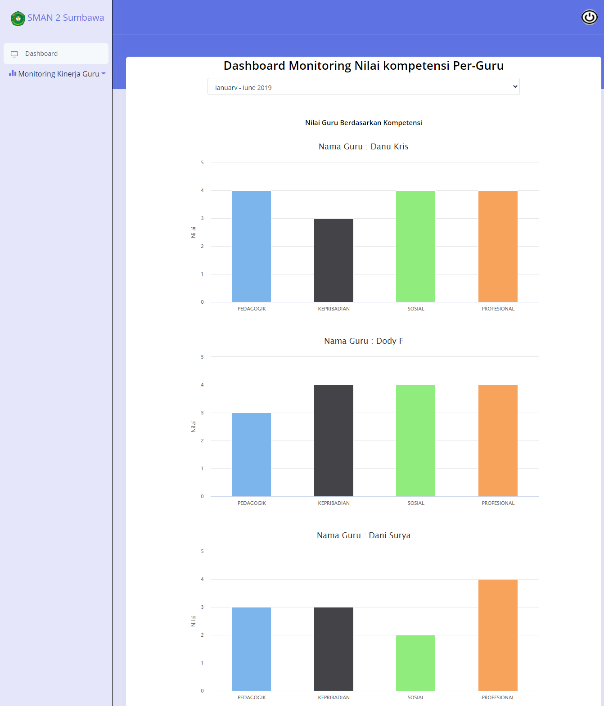 SMAN 2 Sumbawa
Dashboard
Monitoring Kinerja Guru
Dashboard Monitoring Nilai kompetensi Per-Guru
January - June 2019
Nilai Guru Berdasarkan Kompetensi
Nama Guru : Danu Kris
5
4
3
2
1
0
Nilai
PEDAGOGIK KEPRIBADIAN SOSIAL PROFESIONAL
Nama Guru : Dody F
5
4
3
2
1
0
Nilai
PEDAGOGIK KEPRIBADIAN SOSIAL PROFESIONAL
Nama Guru : Dani Surya
5
4
3
2
1
0
Nilai
PEDAGOGIK KEPRIBADIAN SOSIAL PROFESIONAL